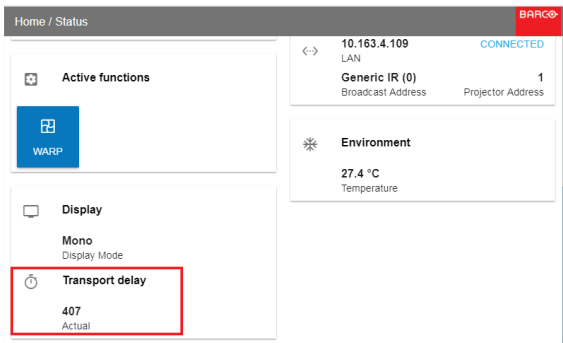 Home / Status
BARCO
Active functions
WARP
Display
Mono
Display Mode
Transport delay
407
Actual
10.163.4.109 CONNECTED
LAN
Generic IR (0) 1
Broadcast Address Projector Address
Environment
27.4 °C
Temperature